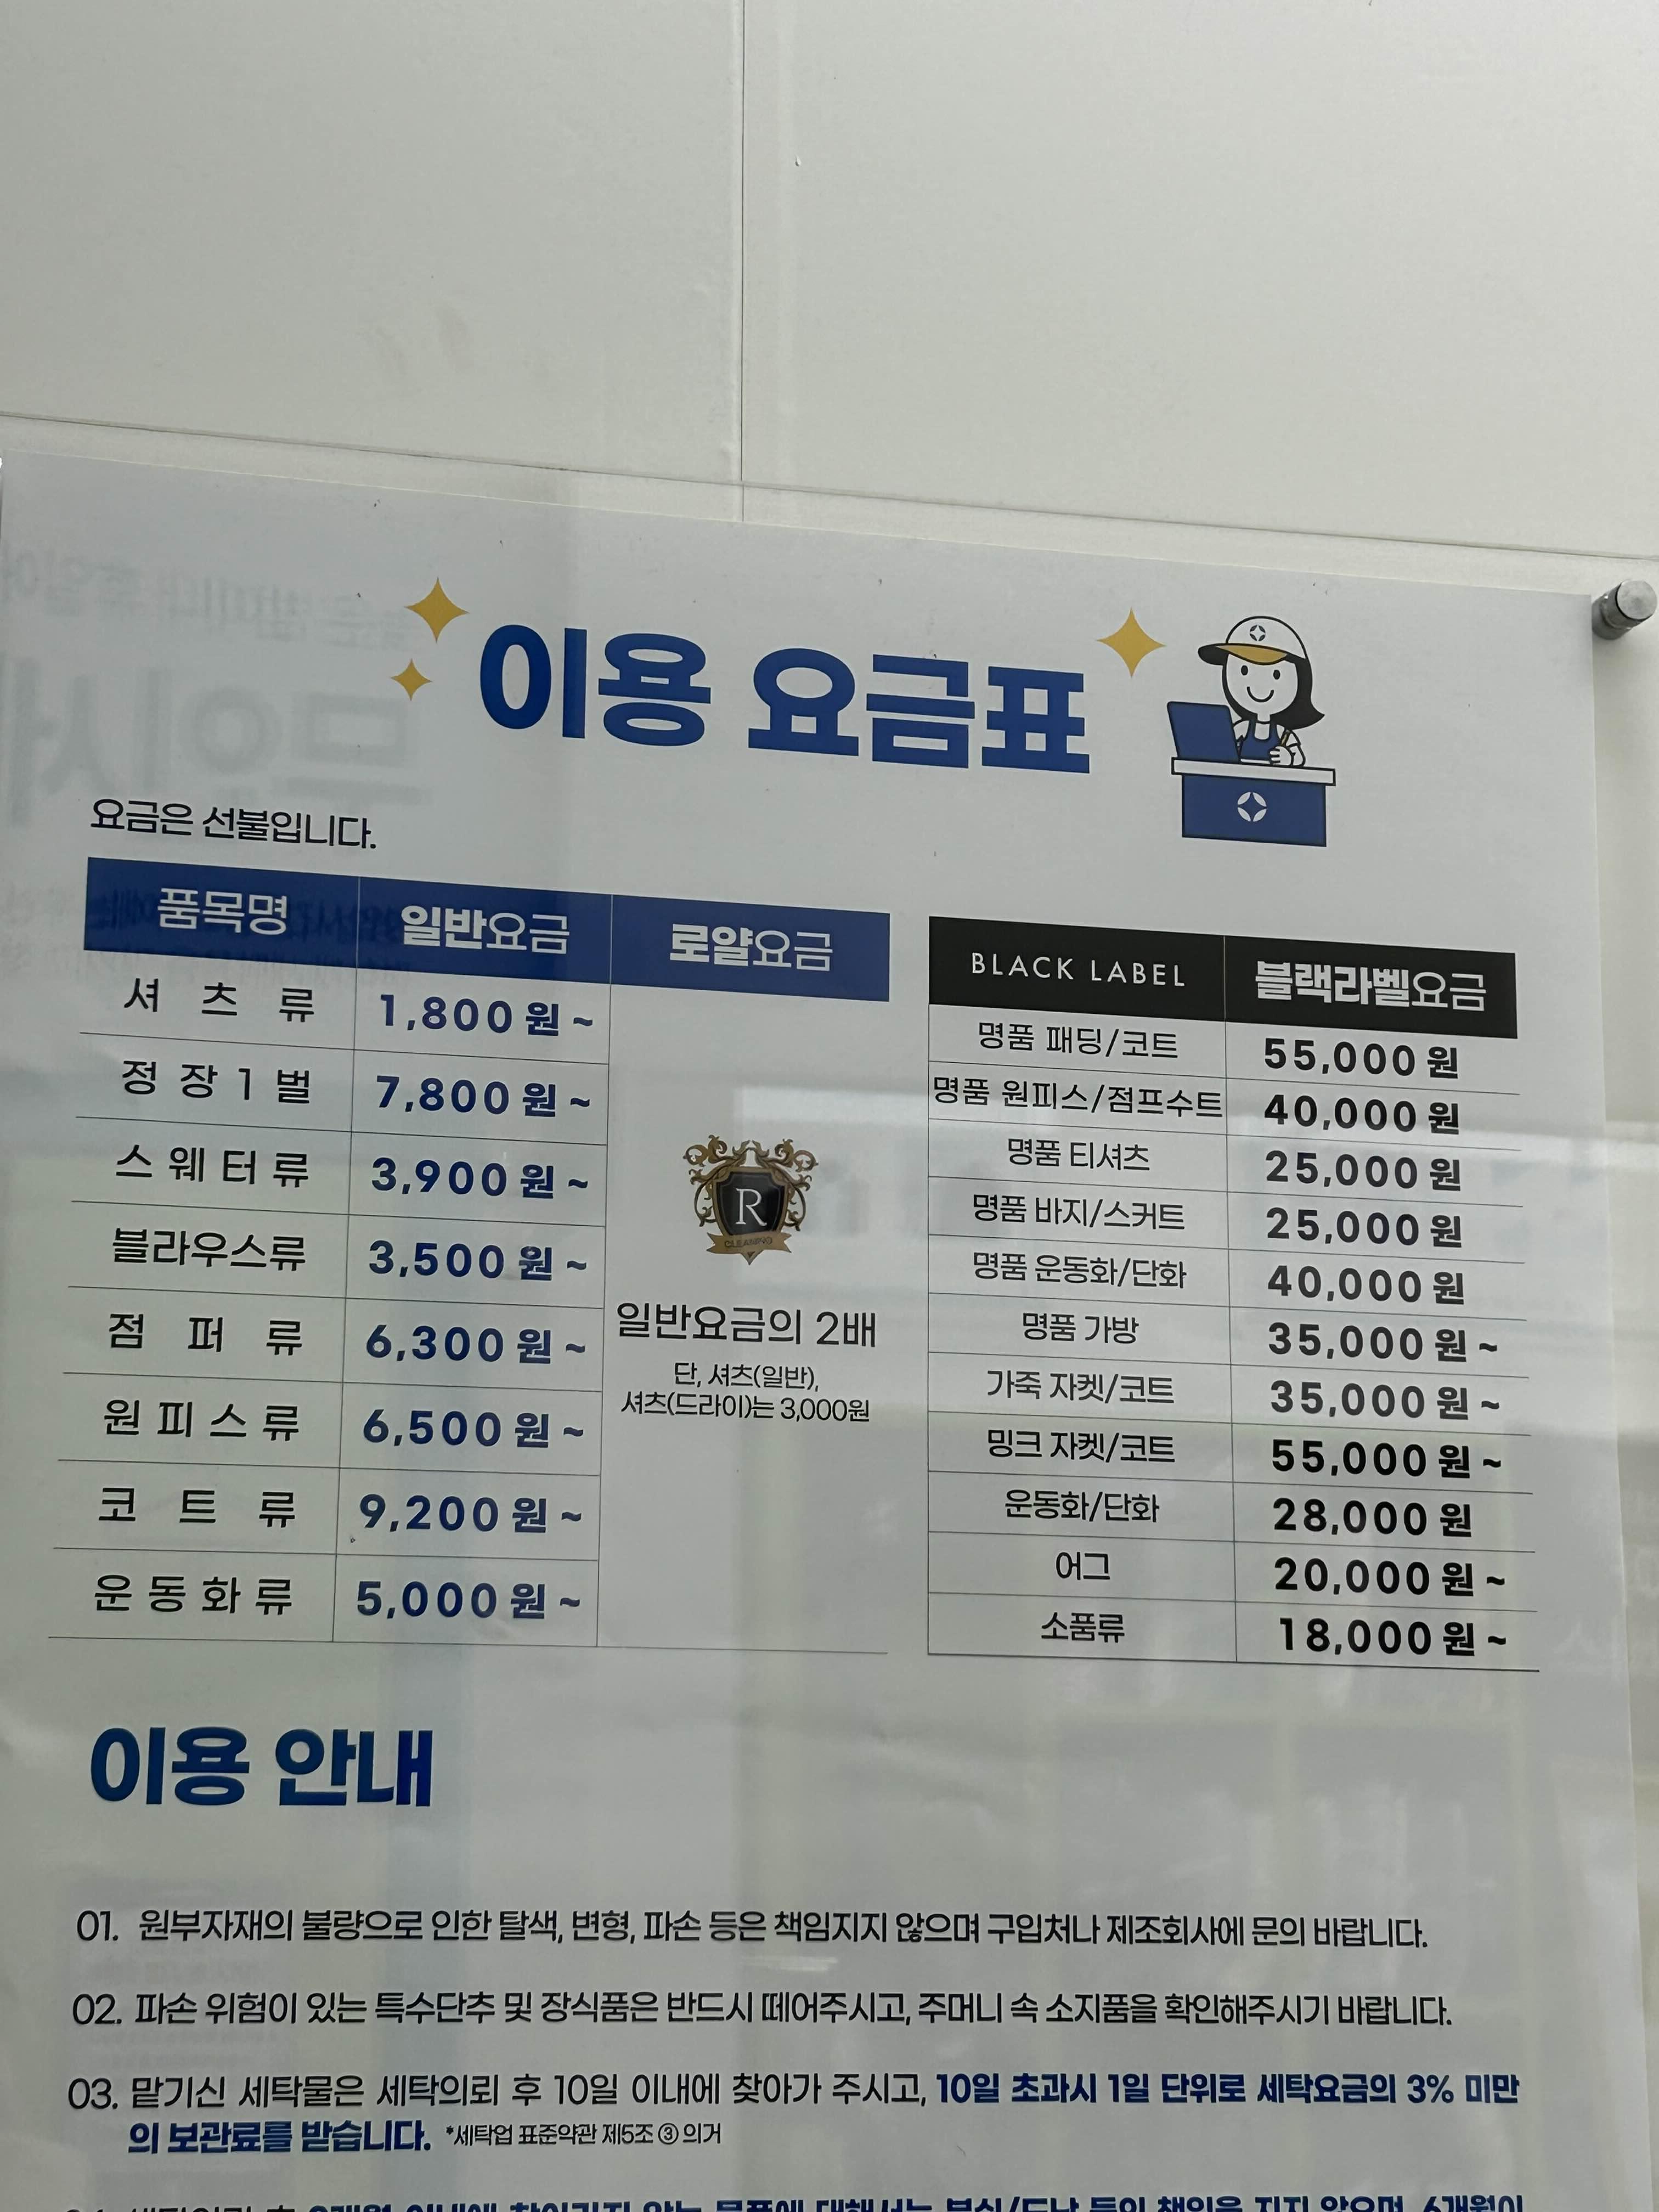 이용 요금표
요금은 선불입니다.
품목명 일반요금 로얄요금
셔츠류 1,800원~
정장1벌 7,800원~
스웨터류 3,900원~
블라우스류 3,500원~
점퍼류 6,300원~
원피스류 6,500원~
코트류 9,200원~
운동화류 5,000원~
R
CLEANING
일반요금의 2배
단, 셔츠(일반),
셔츠(드라이)는 3,000원
BLACK LABEL 블랙라벨요금
명품 패딩/코트 55,000원
명품 원피스/점프수트 40,000원
명품 티셔츠 25,000원
명품 바지/스커트 25,000원
명품 운동화/단화 40,000원
명품 가방 35,000원~
가죽 자켓/코트 35,000원~
밍크 자켓/코트 55,000원~
운동화/단화 28,000원
어그 20,000원~
소품류 18,000원~
이용 안내
01. 원부자재의 불량으로 인한 탈색, 변형, 파손 등은 책임지지 않으며 구입처나 제조회사에 문의 바랍니다.
02. 파손 위험이 있는 특수단추 및 장식품은 반드시 떼어주시고, 주머니 속 소지품을 확인해주시기 바랍니다.
03. 맡기신 세탁물은 세탁의뢰 후 10일 이내에 찾아가 주시고, 10일 초과시 1일 단위로 세탁요금의 3% 미만
의 보관료를 받습니다. *세탁업 표준약관 제5조 ③ 의거